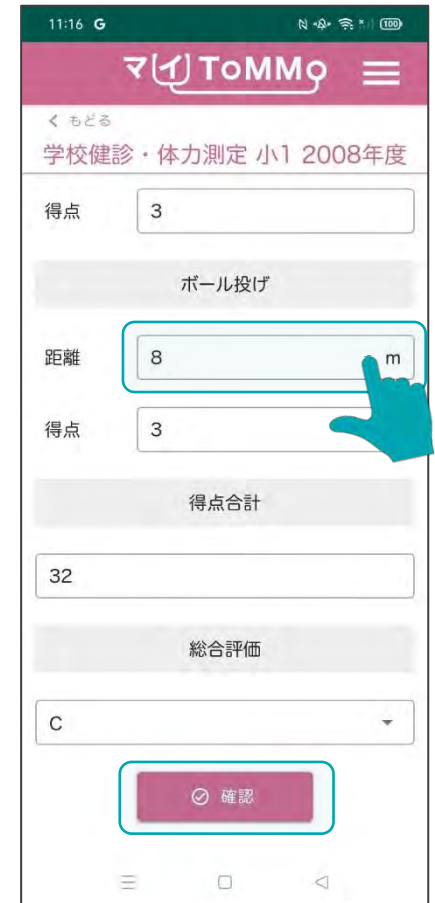 11:16 G
100
マイToMMo
もどる
学校健診・体力測定 小1 2008年度
得点 3
ボール投げ
距離 8 m
得点 3
得点合計
32
総合評価
C
確認